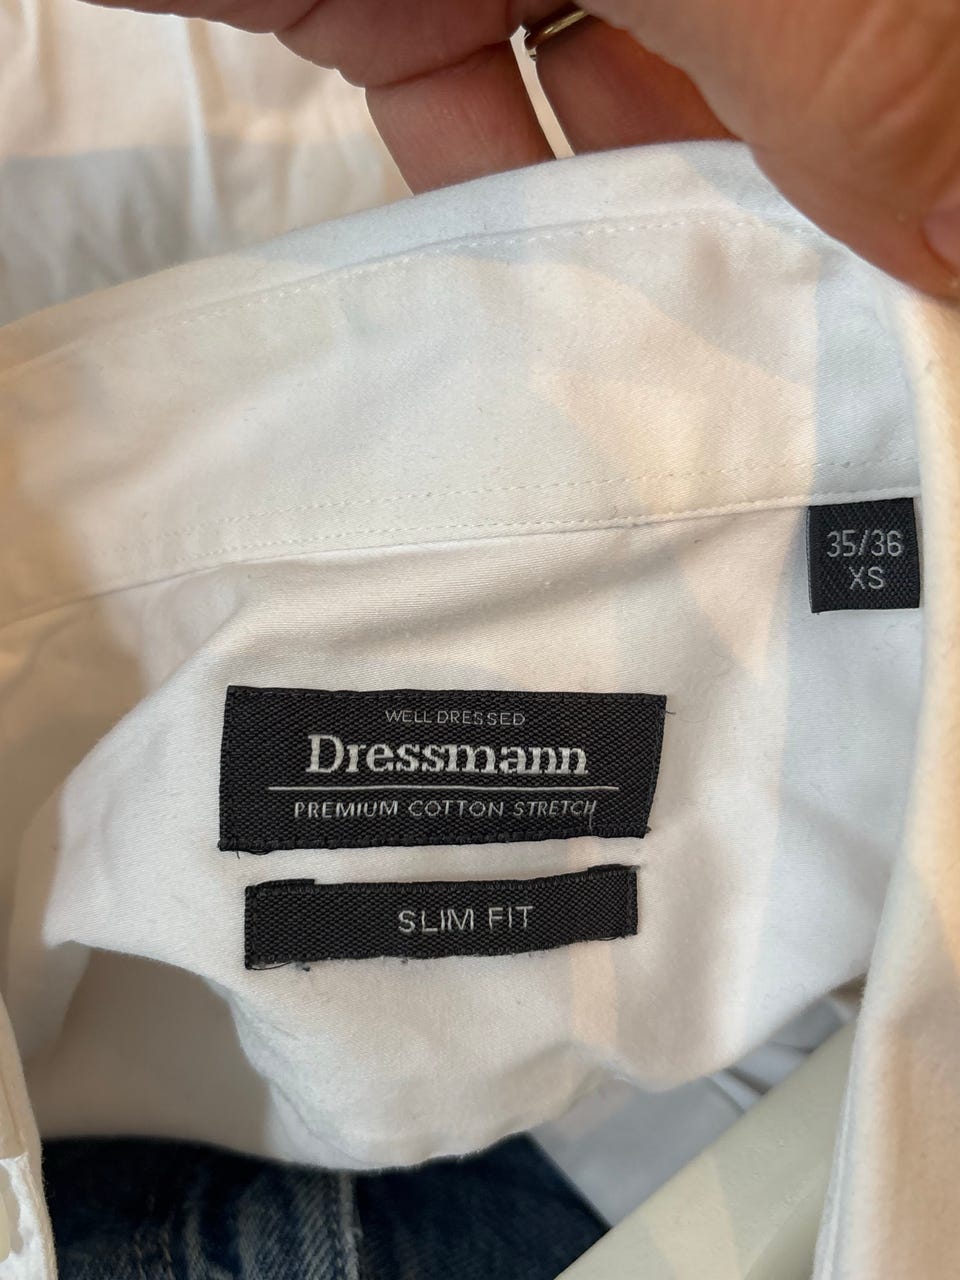 35/36
XS
WELL DRESSED
Dressmann
PREMIUM COTTON STRETCH
SLIM FIT